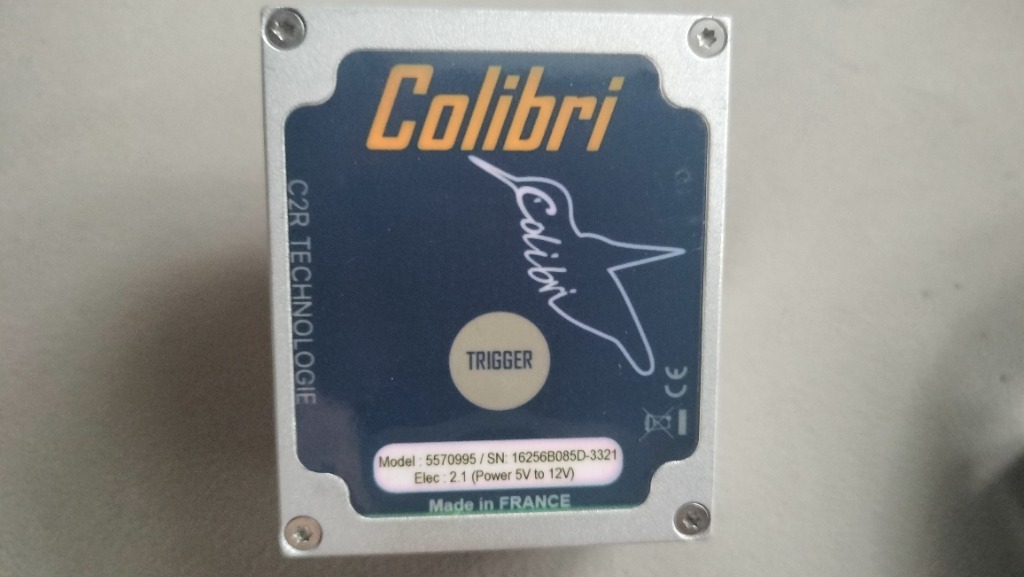 Colibri
Colibri
C2R TECHNOLOGIE
TRIGGER
CE
Model : 5570995 / SN: 16256B085D-3321
Elec : 2.1 (Power 5V to 12V)
Made in FRANCE